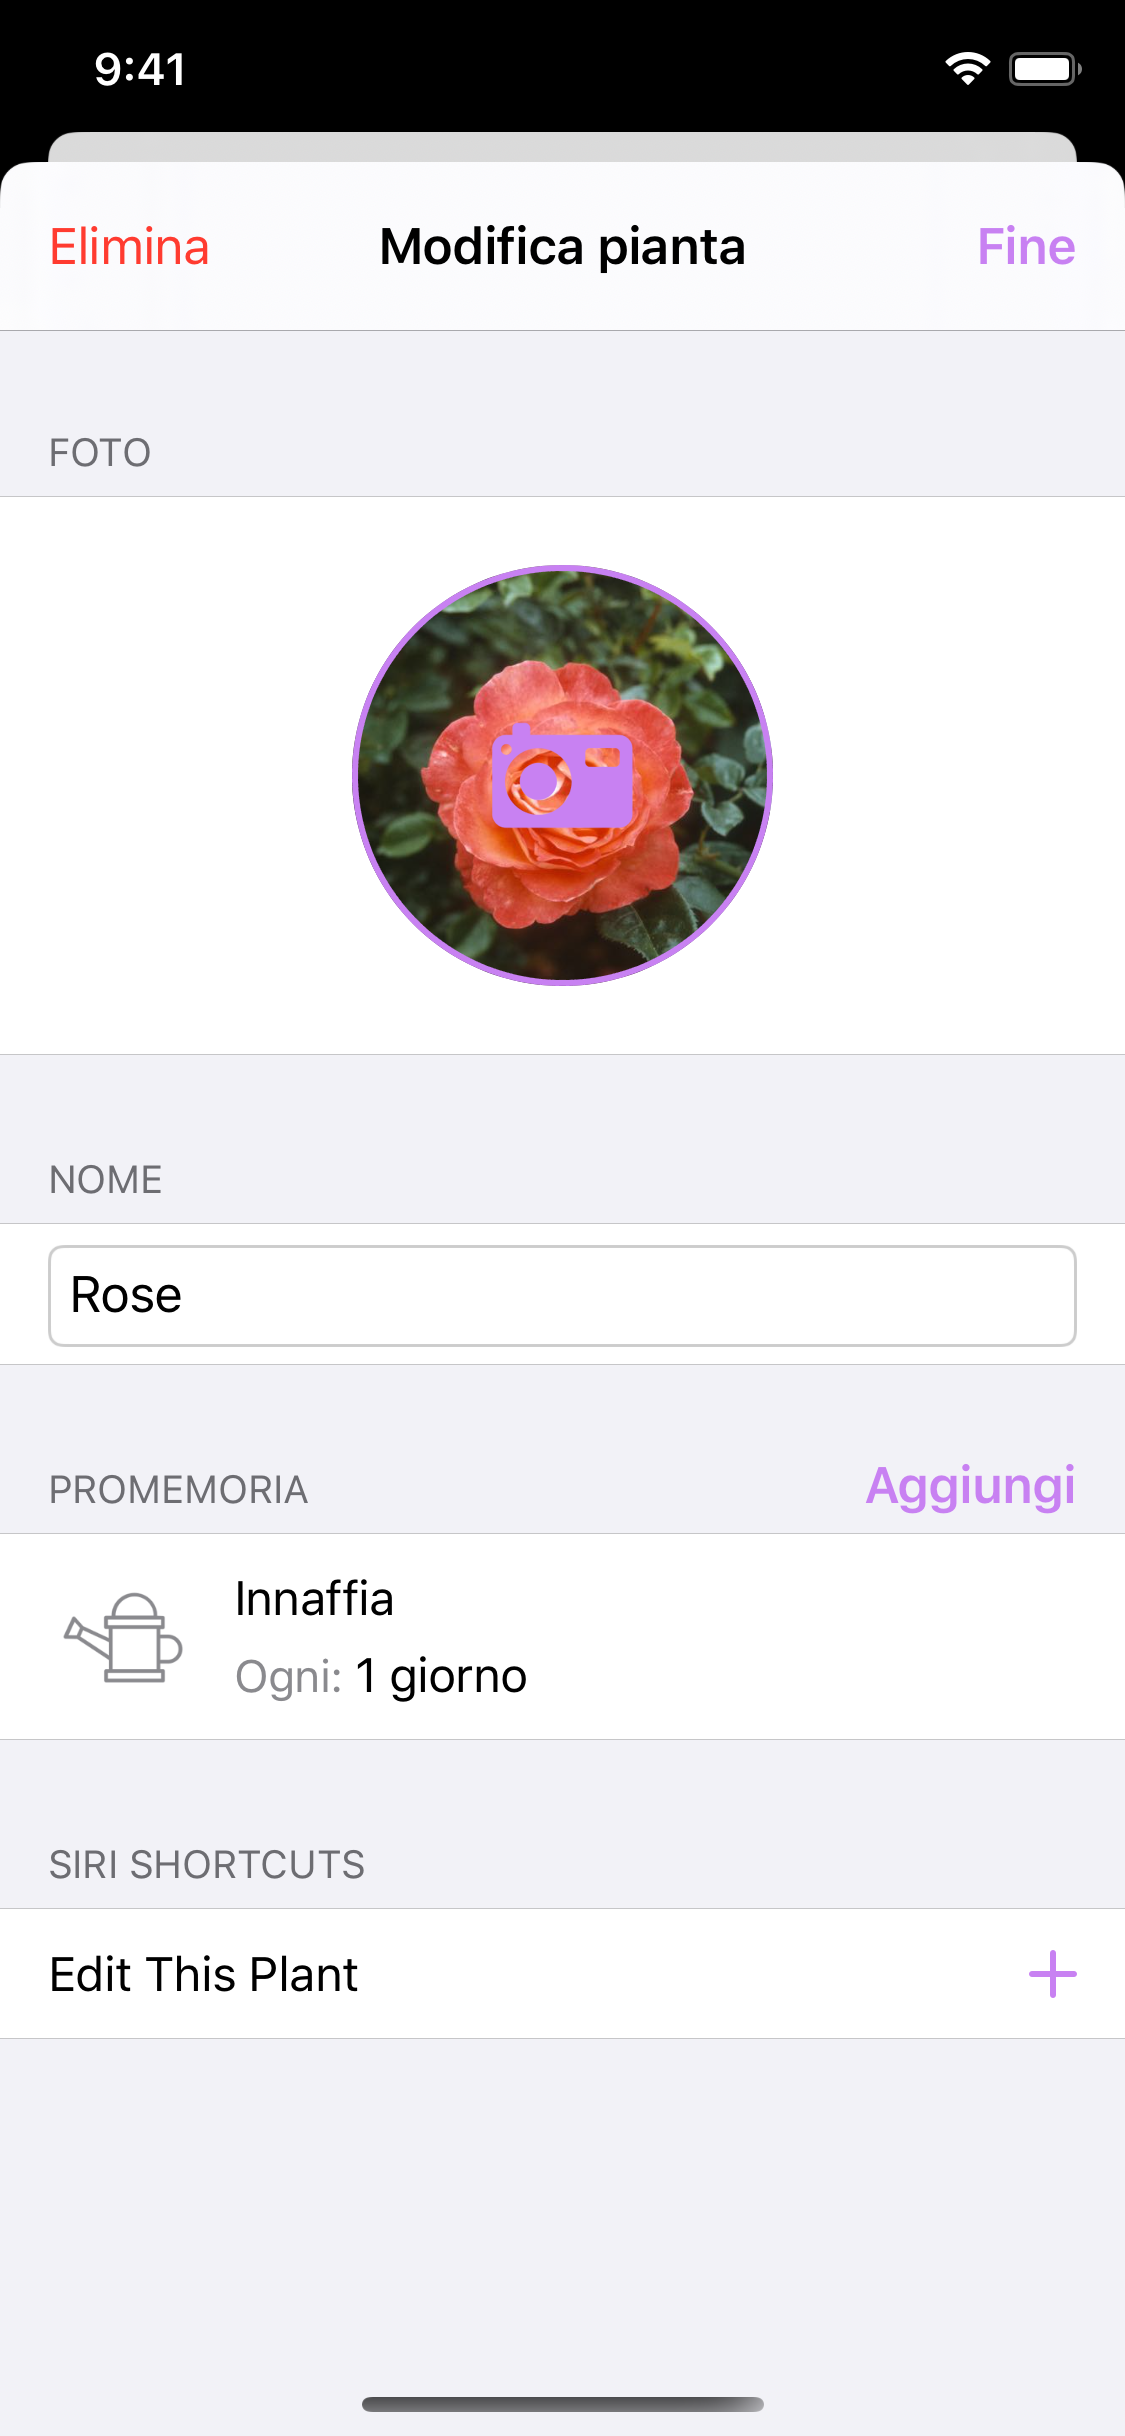 9:41
Elimina Modifica pianta Fine
FOTO
NOME
Rose
PROMEMORIA Aggiungi
Innaffia
Ogni: 1 giorno
SIRI SHORTCUTS
Edit This Plant